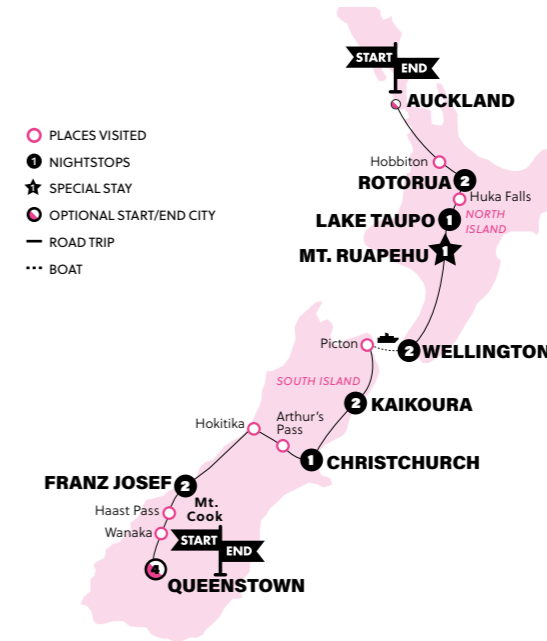 START
END
AUCKLAND
PLACES VISITED
1 NIGHTSTOPS
1 SPECIAL STAY
OPTIONAL START/END CITY
ROAD TRIP
BOAT
Hobbiton
ROTORUA 2
Huka Falls
LAKE TAUPO 1
NORTH
ISLAND
MT. RUAPEHU 1
Picton
2 WELLINGTON
SOUTH ISLAND
2 KAIKOURA
Arthur's
Pass
Hokitika
1 CHRISTCHURCH
FRANZ JOSEF 2
Mt.
Cook
Haast Pass
Wanaka
START
END
4
QUEENSTOWN